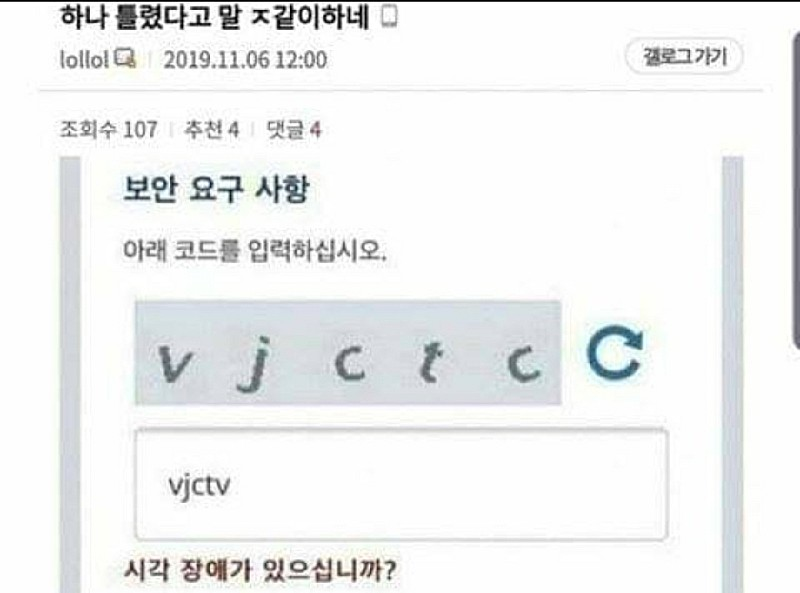 하나 틀렸다고 말 ㅈ같이하네
lollol 2019.11.06 12:00 갤로그 가기
조회수 107 추천 4 댓글 4
보안 요구 사항
아래 코드를 입력하십시오.
v j c t c
vjctv
시각 장애가 있으십니까?